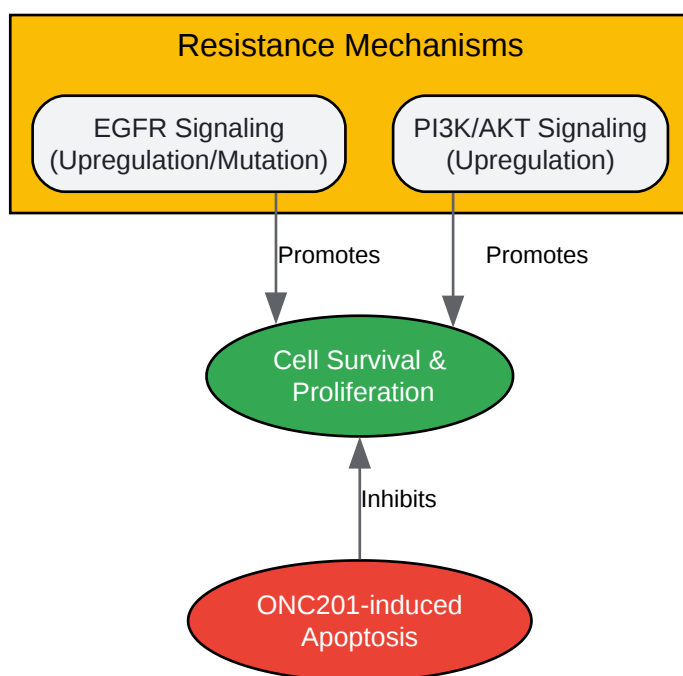 Resistance Mechanisms
EGFR Signaling
(Upregulation/Mutation)
PI3K/AKT Signaling
(Upregulation)
Promotes
Promotes
Cell Survival &
Proliferation
Inhibits
ONC201-induced
Apoptosis